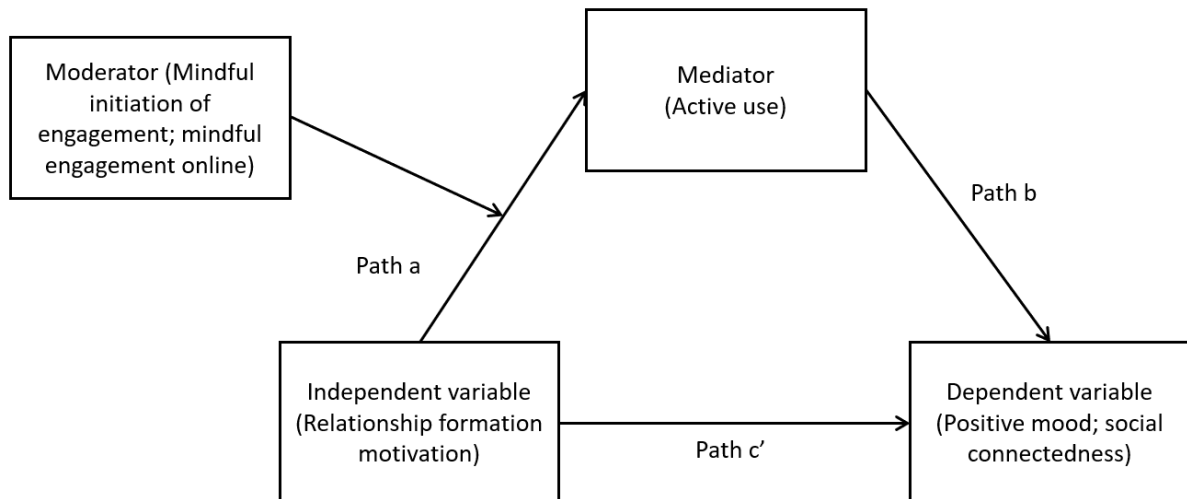 Moderator (Mindful
initiation of
engagement; mindful
engagement online)
Mediator
(Active use)
Path a
Path b
Independent variable
(Relationship formation
motivation)
Path c’
Dependent variable
(Positive mood; social
connectedness)